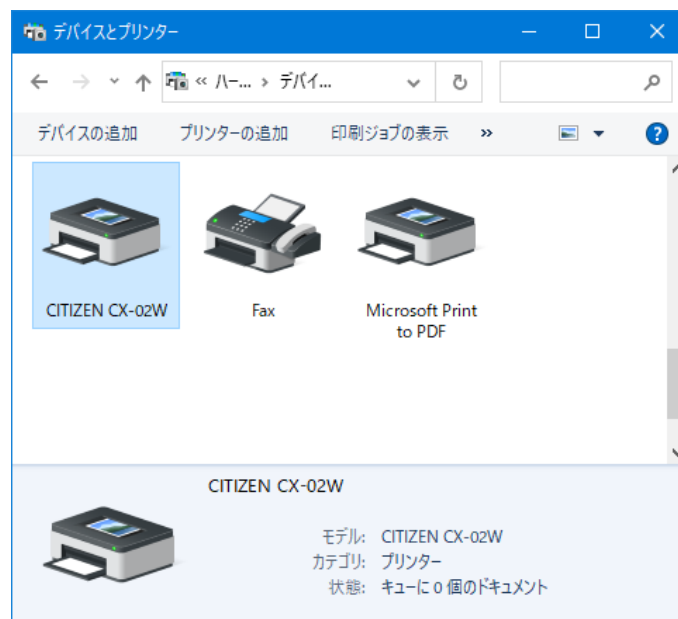 デバイスとプリンター
« ハー... › デバイ...
デバイスの追加 プリンターの追加 印刷ジョブの表示 »
CITIZEN CX-02W Fax Microsoft Print
to PDF
CITIZEN CX-02W
モデル: CITIZEN CX-02W
カテゴリ: プリンター
状態: キューに 0 個のドキュメント